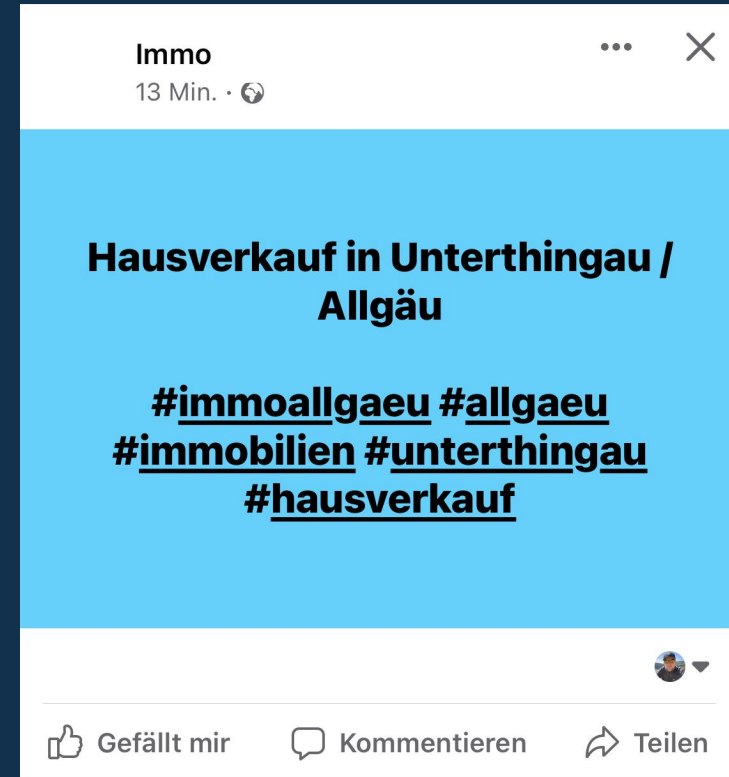 Immo
13 Min. ·
Hausverkauf in Unterthingau /
Allgäu
#immoallgaeu #allgaeu
#immobilien #unterthingau
#hausverkauf
Gefällt mir
Kommentieren
Teilen